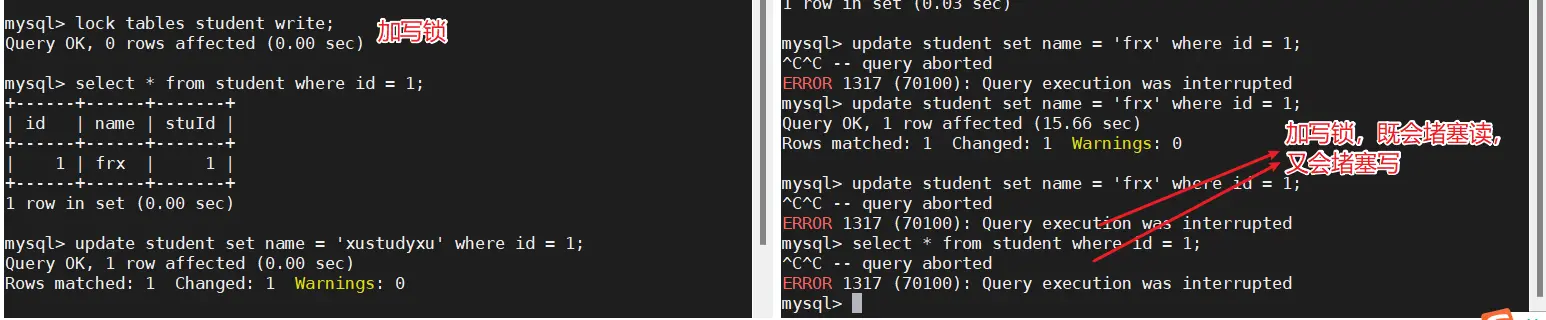 mysql> lock tables student write;
Query OK, 0 rows affected (0.00 sec)
加写锁
mysql> select * from student where id = 1;
+------+------+-------+
| id   | name | stuId |
+------+------+-------+
|    1 | frx  |     1 |
+------+------+-------+
1 row in set (0.00 sec)
mysql> update student set name = 'xustudyxu' where id = 1;
Query OK, 1 row affected (0.00 sec)
Rows matched: 1  Changed: 1  Warnings: 0
1 row in set (0.03 sec)
mysql> update student set name = 'frx' where id = 1;
^C^C -- query aborted
ERROR 1317 (70100): Query execution was interrupted
mysql> update student set name = 'frx' where id = 1;
Query OK, 1 row affected (15.66 sec)
Rows matched: 1  Changed: 1  Warnings: 0
加写锁，既会堵塞读，
又会堵塞写
mysql> update student set name = 'frx' where id = 1;
^C^C -- query aborted
ERROR 1317 (70100): Query execution was interrupted
mysql> select * from student where id = 1;
^C^C -- query aborted
ERROR 1317 (70100): Query execution was interrupted
mysql>